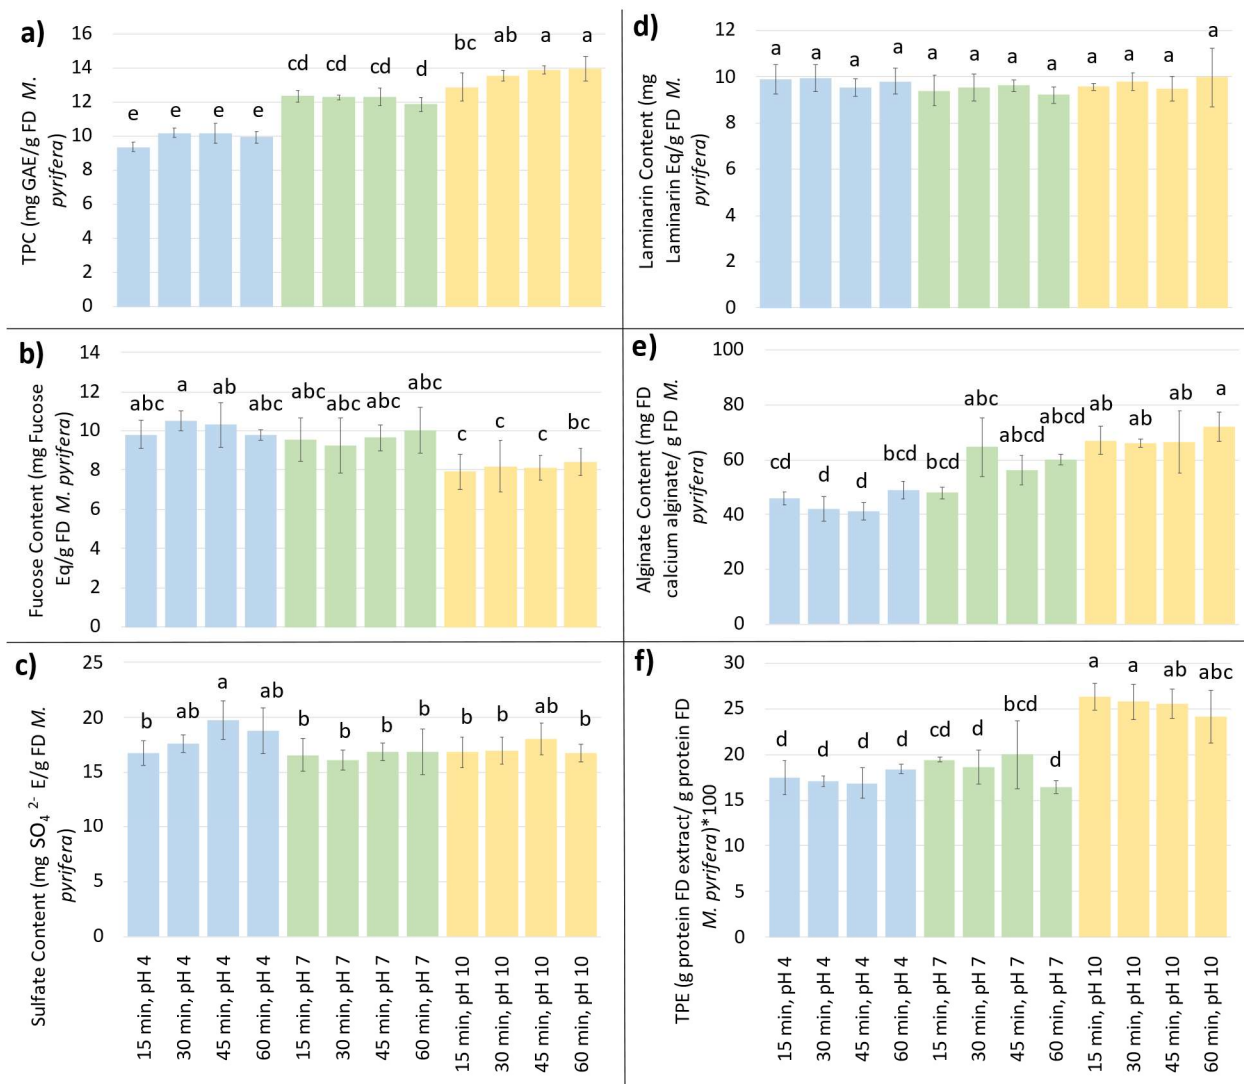 a)
TPC (mg GAE/g FD M.
pyrifera)
16
14
12
10
8
6
4
2
0
e
e
e
e
cd
cd
cd
d
bc
ab
a
a
b)
Fucose Content (mg Fucose
Eq/g FD M. pyrifera)
14
12
10
8
6
4
2
0
abc
a
ab
abc
abc
abc
abc
abc
c
c
c
bc
c)
Sulfate Content (mg SO₄ ²⁻ E/g FD M.
pyrifera)
25
20
15
10
5
0
b
ab
a
ab
b
b
b
b
b
b
ab
b
15 min, pH 4
30 min, pH 4
45 min, pH 4
60 min, pH 4
15 min, pH 7
30 min, pH 7
45 min, pH 7
60 min, pH 7
15 min, pH 10
30 min, pH 10
45 min, pH 10
60 min, pH 10
d)
Laminarin Content (mg
Laminarin Eq/g FD M.
pyrifera)
12
10
8
6
4
2
0
a
a
a
a
a
a
a
a
a
a
a
a
e)
Alginate Content (mg FD
calcium alginate/ g FD M.
pyrifera)
100
80
60
40
20
0
cd
d
d
bcd
bcd
abc
abcd
abcd
ab
ab
ab
a
f)
TPE (g protein FD extract/ g protein FD
M. pyrifera)*100
30
25
20
15
10
5
0
d
d
d
d
cd
d
bcd
d
a
a
ab
abc
15 min, pH 4
30 min, pH 4
45 min, pH 4
60 min, pH 4
15 min, pH 7
30 min, pH 7
45 min, pH 7
60 min, pH 7
15 min, pH 10
30 min, pH 10
45 min, pH 10
60 min, pH 10